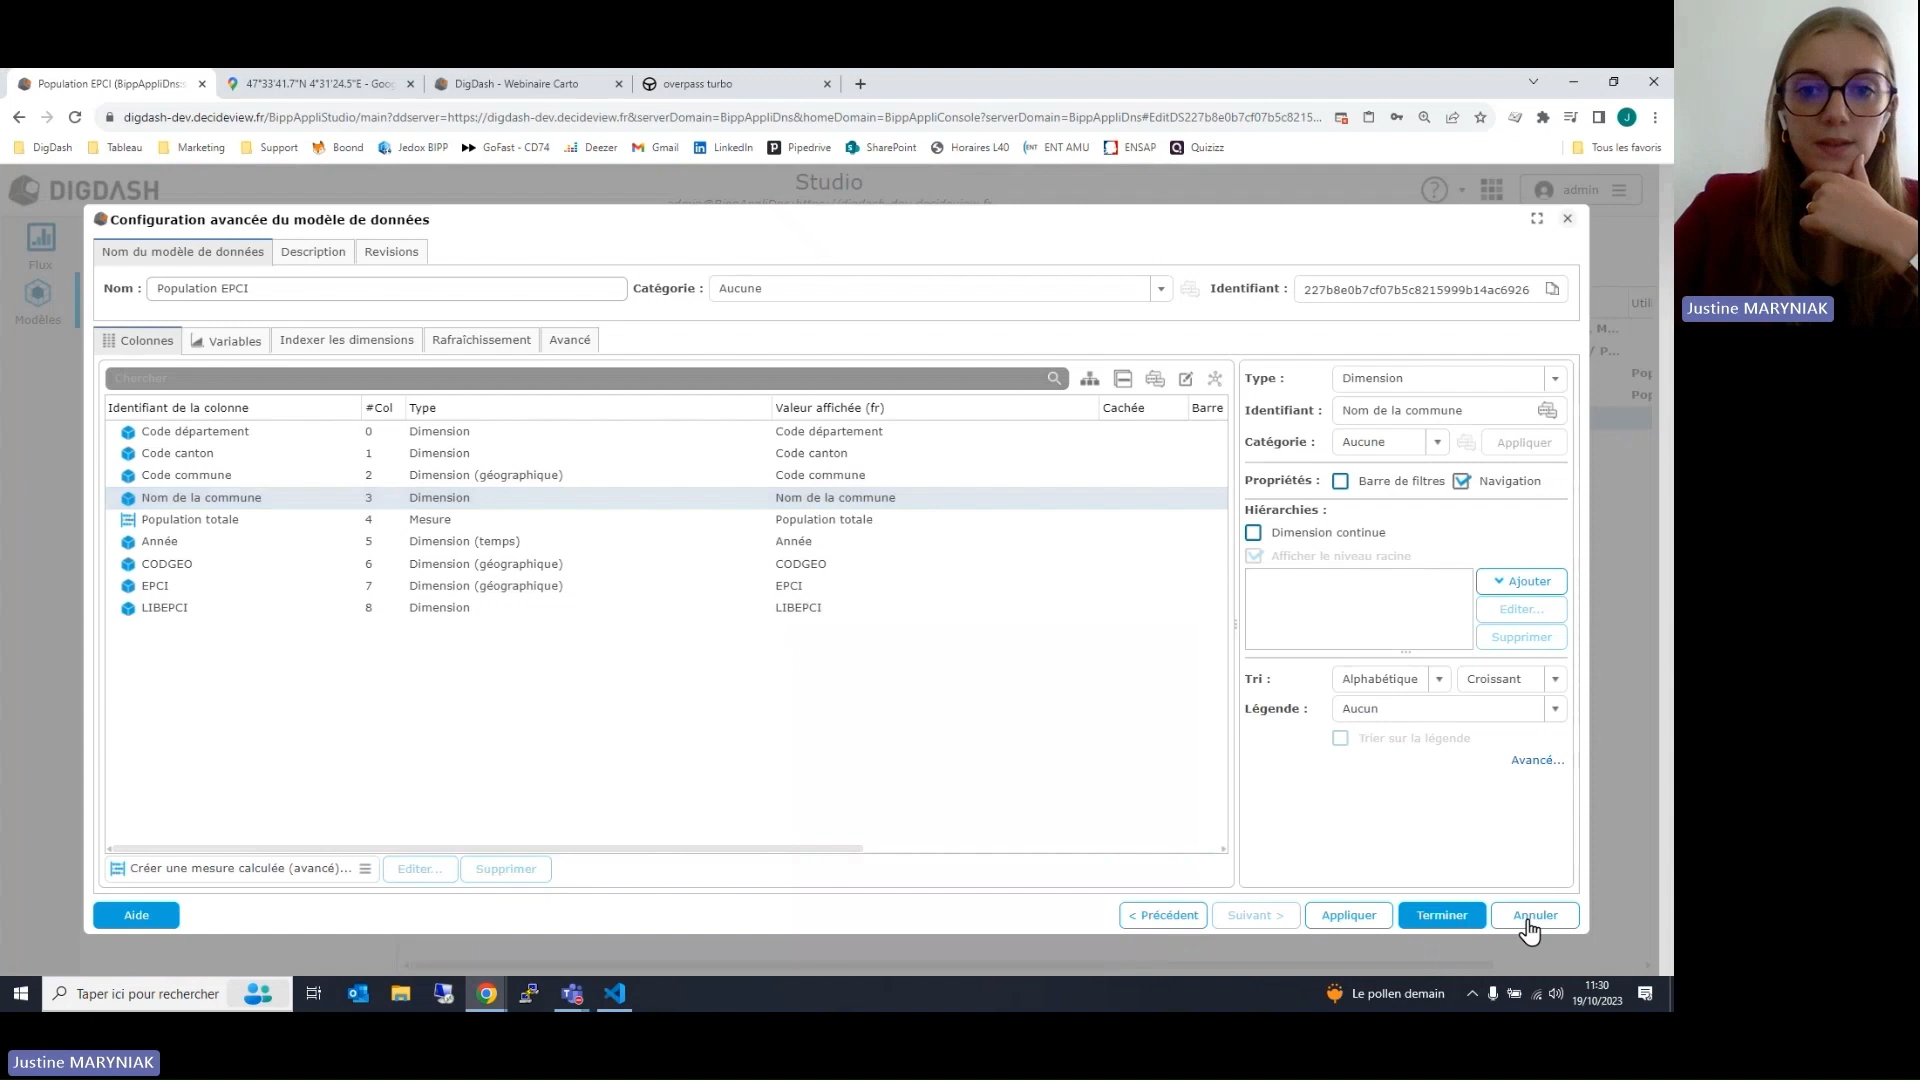 Population EPCI (BippAppliDns:
47°33'41.7"N 4°31'24.5"E - Goog
DigDash - Webinaire Carto
overpass turbo
digdash-dev.decideview.fr/BippAppliStudio/main?ddserver=https://digdash-dev.decideview.fr&serverDomain=BippAppliDns&homeDomain=BippAppliConsole?serverDomain=BippAppliDns#EditDS227b8e0b7cf07b5c8215...
J
DigDash
Tableau
Marketing
Support
Boond
Jedox BIPP
GoFast - CD74
Deezer
Gmail
LinkedIn
Pipedrive
SharePoint
Horaires L40
ENT AMU
ENSAP
Quizizz
Tous les favoris
DIGDASH
Studio
admin
Flux
Modèles
Configuration avancée du modèle de données
Nom du modèle de données
Description
Revisions
Nom :
Population EPCI
Catégorie :
Aucune
Identifiant :
227b8e0b7cf07b5c8215999b14ac6926
Colonnes
Variables
Indexer les dimensions
Rafraîchissement
Avancé
Chercher
Identifiant de la colonne #Col Type Valeur affichée (fr) Cachée Barre
Code département 0 Dimension Code département
Code canton 1 Dimension Code canton
Code commune 2 Dimension (géographique) Code commune
Nom de la commune 3 Dimension Nom de la commune
Population totale 4 Mesure Population totale
Année 5 Dimension (temps) Année
CODGEO 6 Dimension (géographique) CODGEO
EPCI 7 Dimension (géographique) EPCI
LIBEPCI 8 Dimension LIBEPCI
Type : Dimension
Identifiant : Nom de la commune
Catégorie : Aucune Appliquer
Propriétés : Barre de filtres Navigation
Hiérarchies :
Dimension continue
Afficher le niveau racine
Ajouter
Editer...
Supprimer
Tri : Alphabétique Croissant
Légende : Aucun
Trier sur la légende
Avancé...
Créer une mesure calculée (avancé)...
Editer...
Supprimer
Aide
< Précédent
Suivant >
Appliquer
Terminer
Annuler
Taper ici pour rechercher
Le pollen demain
11:30
19/10/2023
Justine MARYNIAK
Justine MARYNIAK